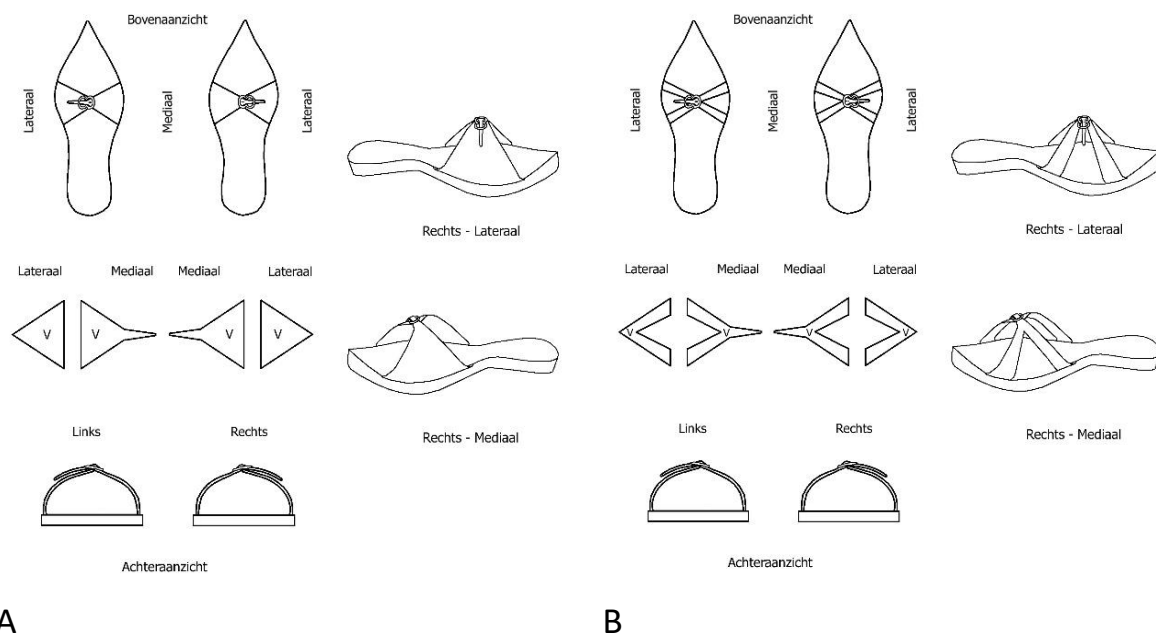 Bovenaanzicht
Lateraal
Mediaal
Lateraal
Rechts - Lateraal
Lateraal Mediaal Mediaal Lateraal
V V V V
Rechts - Mediaal
Links Rechts
Achteraanzicht
A
Bovenaanzicht
Lateraal
Mediaal
Lateraal
Rechts - Lateraal
Lateraal Mediaal Mediaal Lateraal
V V V V
Rechts - Mediaal
Links Rechts
Achteraanzicht
B